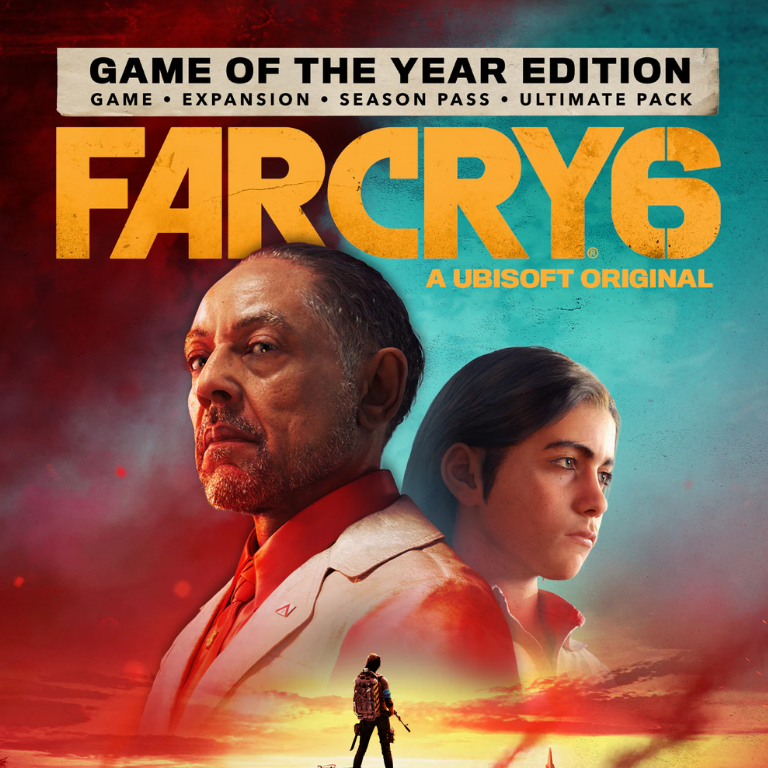 GAME OF THE YEAR EDITION
GAME • EXPANSION • SEASON PASS • ULTIMATE PACK
FARCRY6®
A UBISOFT ORIGINAL